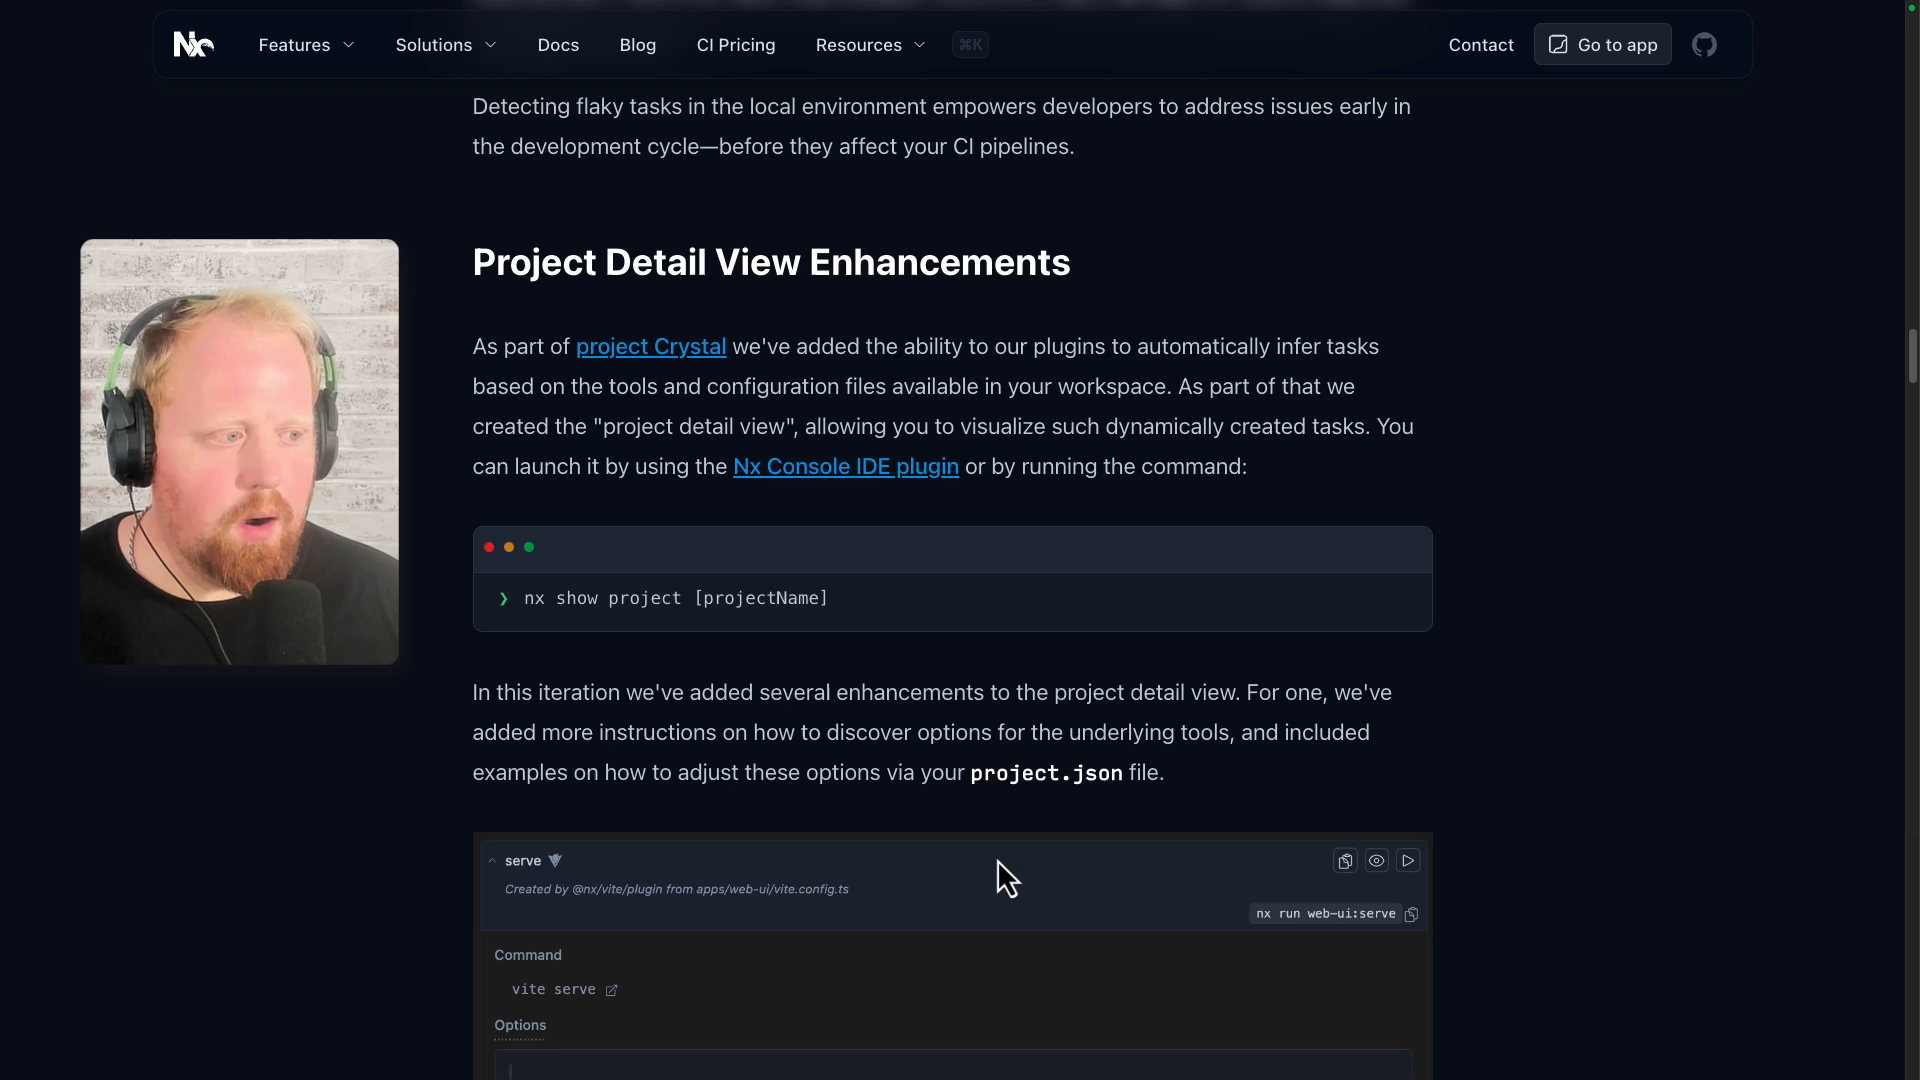 Nx
Features
Solutions
Docs
Blog
CI Pricing
Resources
⌘K
Contact
Go to app
Detecting flaky tasks in the local environment empowers developers to address issues early in
the development cycle—before they affect your CI pipelines.
Project Detail View Enhancements
As part of project Crystal we've added the ability to our plugins to automatically infer tasks
based on the tools and configuration files available in your workspace. As part of that we
created the "project detail view", allowing you to visualize such dynamically created tasks. You
can launch it by using the Nx Console IDE plugin or by running the command:
❯ nx show project [projectName]
In this iteration we've added several enhancements to the project detail view. For one, we've
added more instructions on how to discover options for the underlying tools, and included
examples on how to adjust these options via your project.json file.
serve
Created by @nx/vite/plugin from apps/web-ui/vite.config.ts
nx run web-ui:serve
Command
vite serve
Options